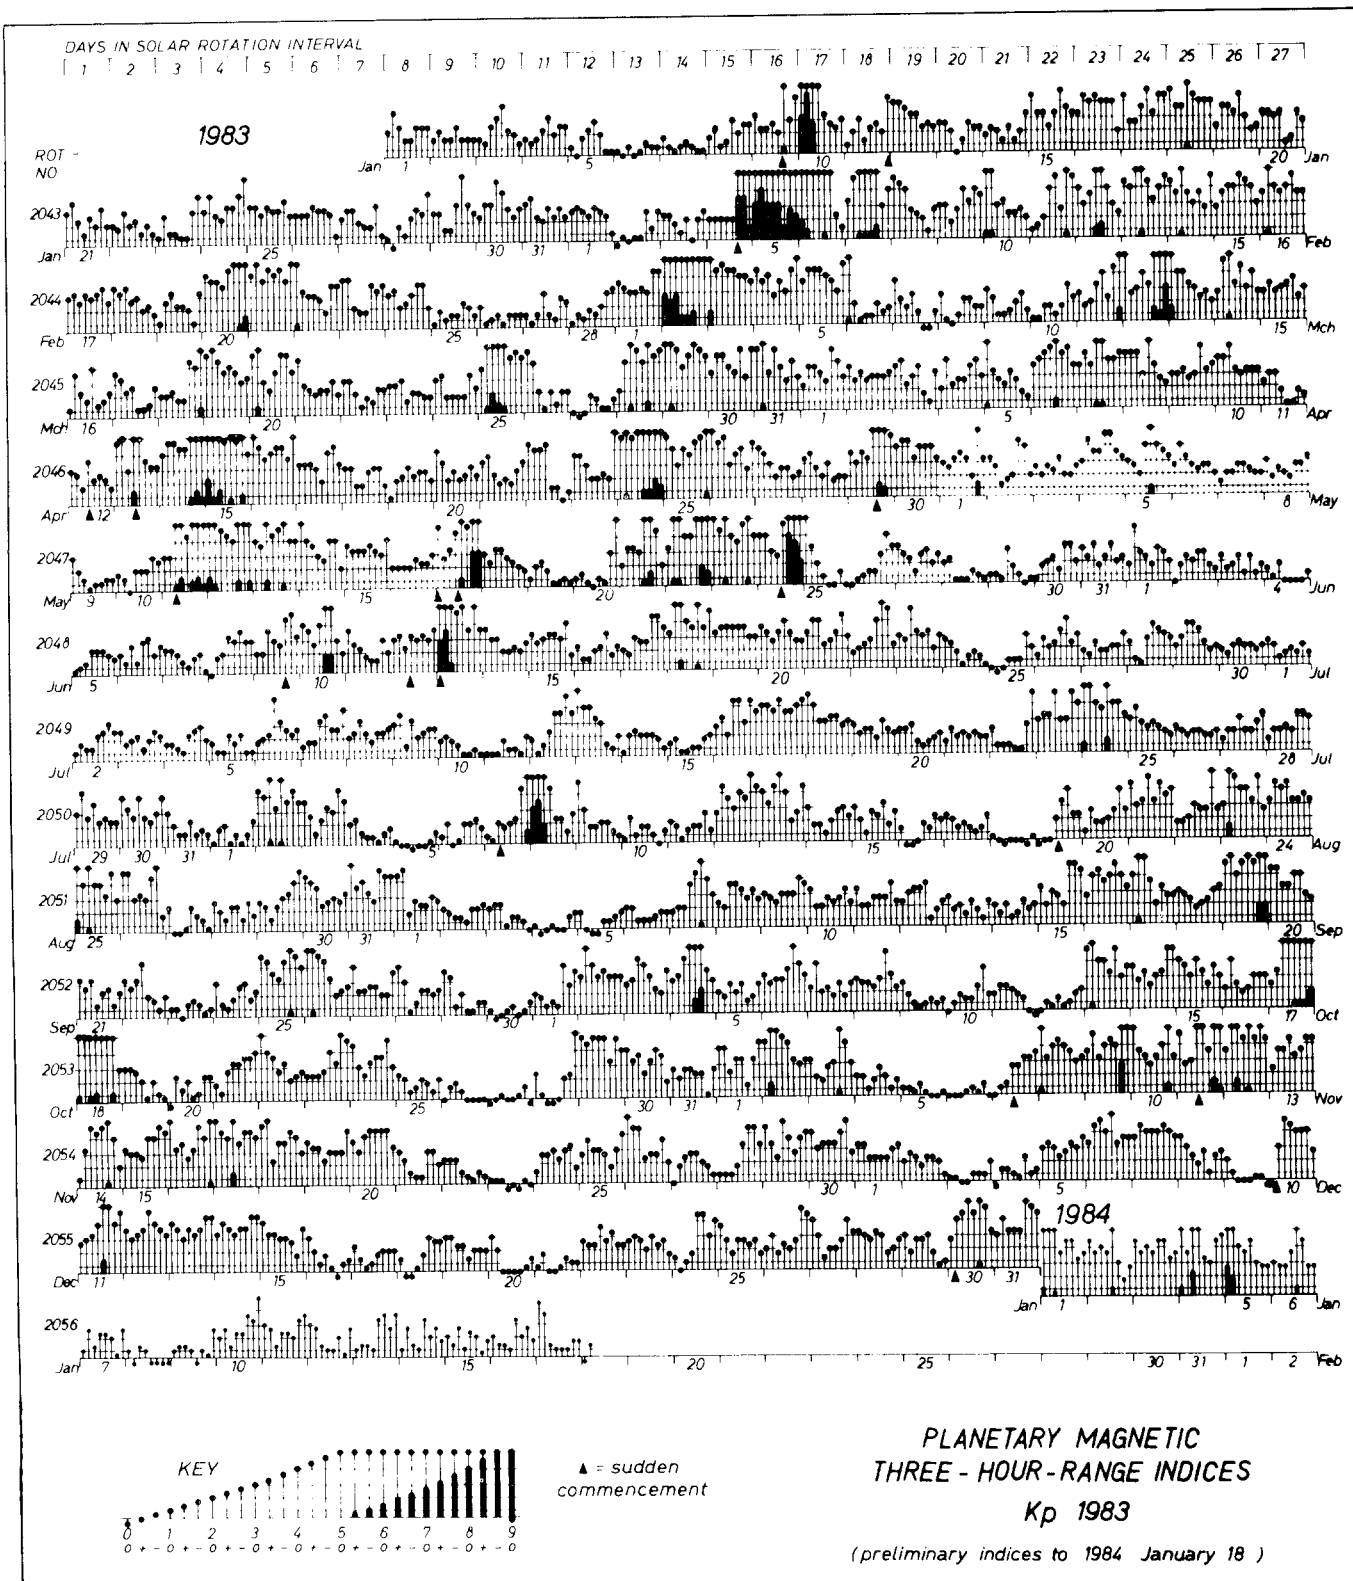 DAYS IN SOLAR ROTATION INTERVAL
1 2 3 4 5 6 7 8 9 10 11 12 13 14 15 16 17 18 19 20 21 22 23 24 25 26 27
1983
ROT-
NO
Jan 1 5 10 15 20 Jan
2043
Jan 21 25 30 31 1 5 10 15 16 Feb
2044
Feb 17 20 25 28 1 5 10 15 Mch
2045
Mch 16 20 25 30 31 1 5 10 11 Apr
2046
Apr 12 15 20 25 30 1 5 8 May
2047
May 9 10 15 20 25 30 31 1 4 Jun
2048
Jun 5 10 15 20 25 30 1 Jul
2049
Jul 2 5 10 15 20 25 28 Jul
2050
Jul 29 30 31 1 5 10 15 20 24 Aug
2051
Aug 25 30 31 1 5 10 15 20 Sep
2052
Sep 21 25 30 1 5 10 15 17 Oct
2053
Oct 18 20 25 30 31 1 5 10 13 Nov
2054
Nov 14 15 20 25 30 1 5 10 Dec
2055
1984
Dec 11 15 20 25 30 31
Jan 1 5 6 Jan
2056
Jan 7 10 15 20 25 30 31 1 2 Feb
KEY
0 1 2 3 4 5 6 7 8 9
o + - o + - o + - o + - o + - o + - o + - o + - o + - o
▲ = sudden
commencement
PLANETARY MAGNETIC
THREE-HOUR-RANGE INDICES
Kp 1983
(preliminary indices to 1984 January 18)